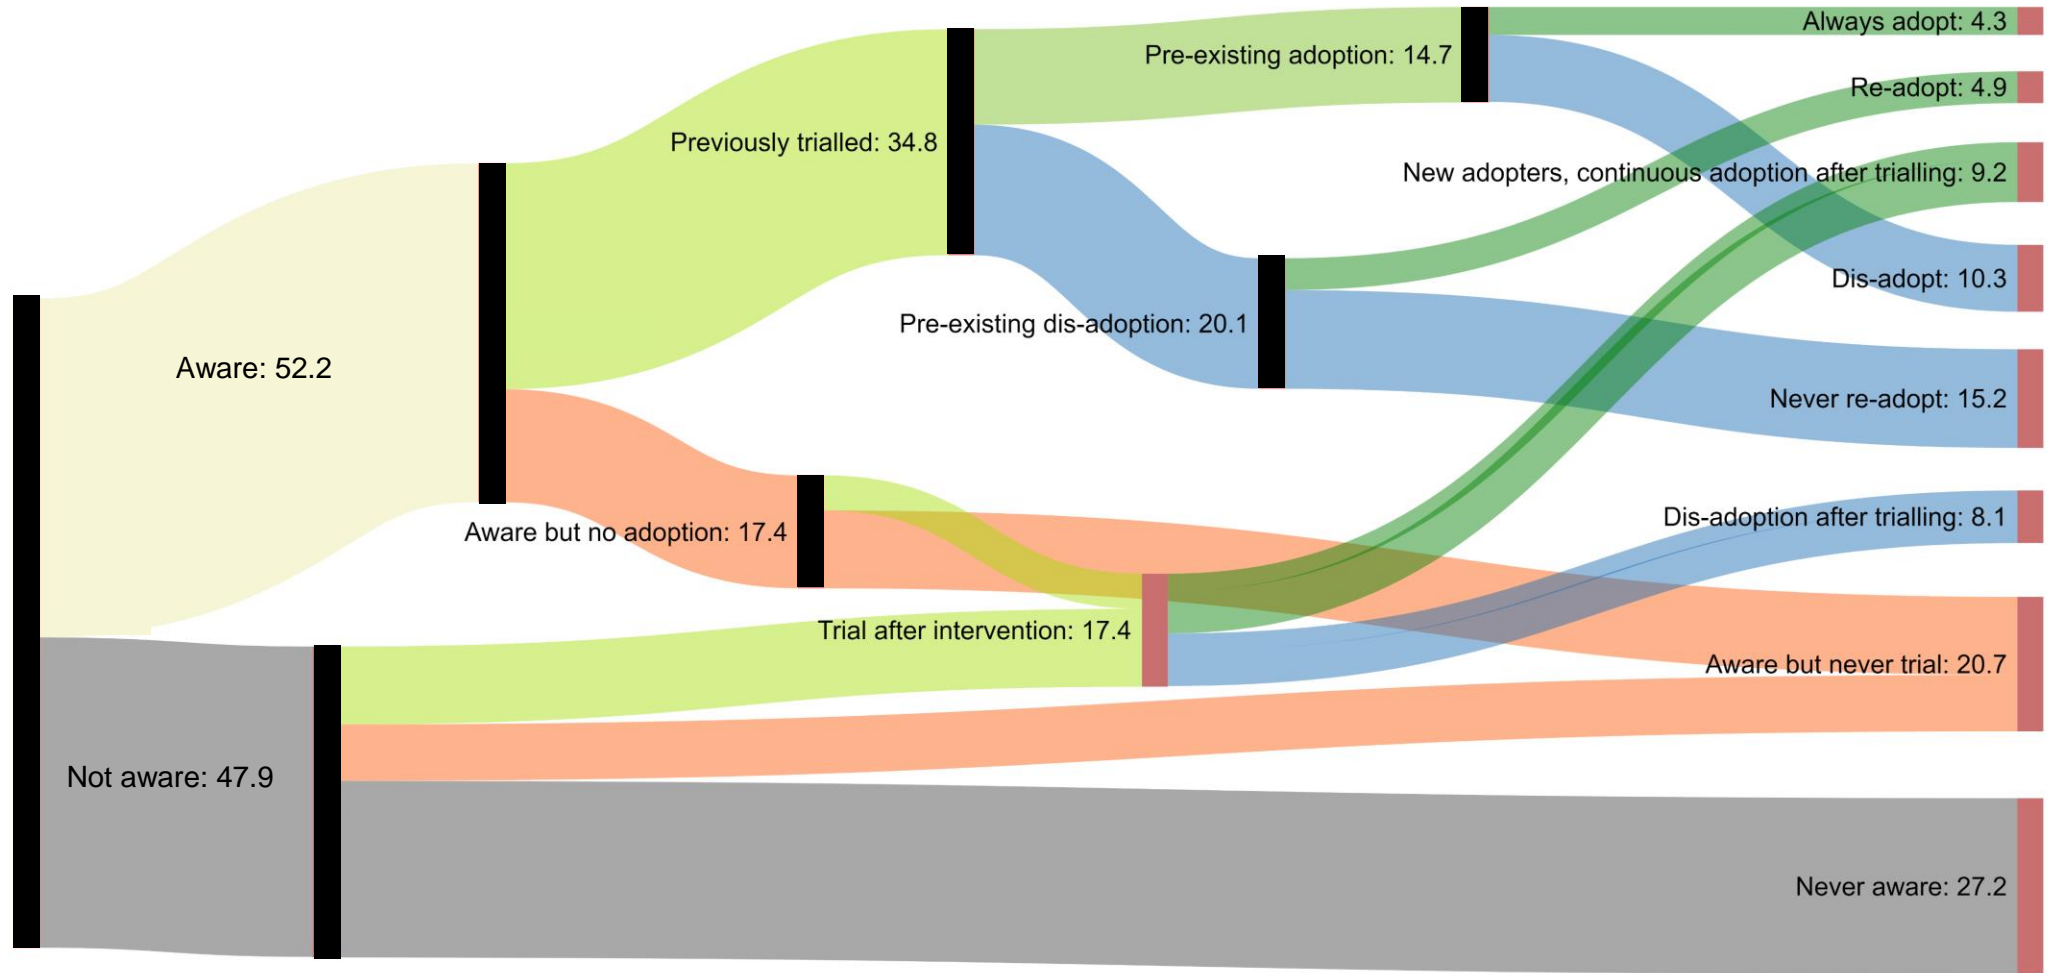 Always adopt: 4.3
Pre-existing adoption: 14.7
Re-adopt: 4.9
Previously trialled: 34.8
New adopters, continuous adoption after trialling: 9.2
Dis-adopt: 10.3
Pre-existing dis-adoption: 20.1
Aware: 52.2
Never re-adopt: 15.2
Dis-adoption after trialling: 8.1
Aware but no adoption: 17.4
Trial after intervention: 17.4
Aware but never trial: 20.7
Not aware: 47.9
Never aware: 27.2